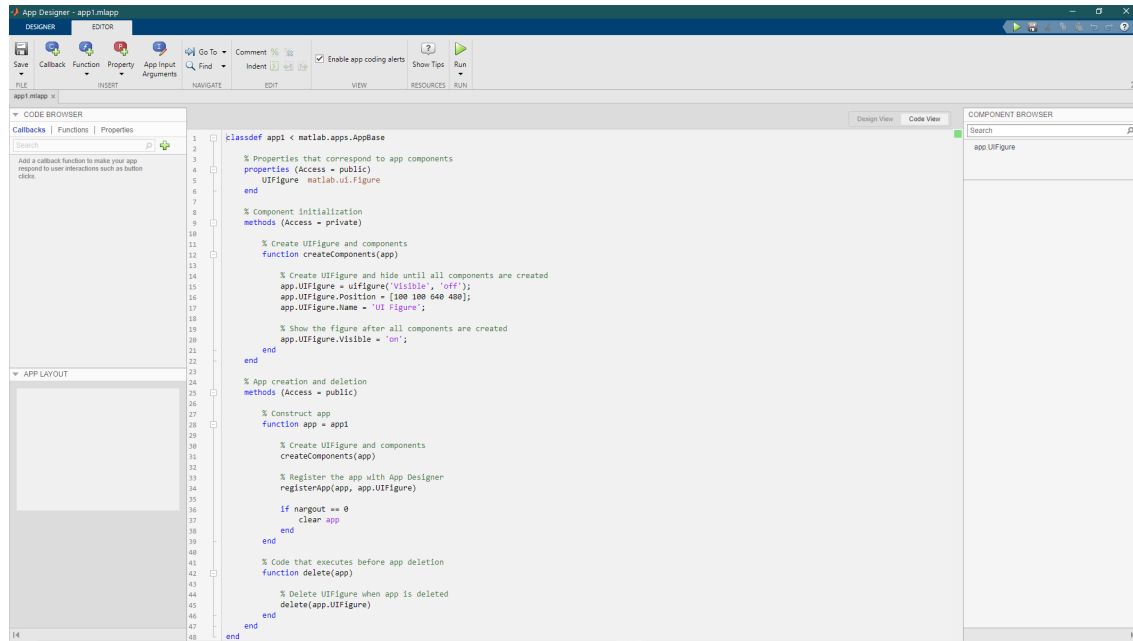 App Designer - app1.mlapp
DESIGNER EDITOR
Save
Callback
Function
Property
App Input
Arguments
Go To
Find
Comment
Indent
Enable app coding alerts
Show Tips
Run
FILE INSERT NAVIGATE EDIT VIEW RESOURCES RUN
app1.mlapp ×
CODE BROWSER
Callbacks | Functions | Properties
Search
Add a callback function to make your app
respond to user interactions such as button
clicks.
APP LAYOUT
Design View Code View
1 classdef app1 < matlab.apps.AppBase
2
3 % Properties that correspond to app components
4 properties (Access = public)
5 UIFigure matlab.ui.Figure
6 end
7
8 % Component initialization
9 methods (Access = private)
10
11 % Create UIFigure and components
12 function createComponents(app)
13
14 % Create UIFigure and hide until all components are created
15 app.UIFigure = uifigure('Visible', 'off');
16 app.UIFigure.Position = [100 100 640 480];
17 app.UIFigure.Name = 'UI Figure';
18
19 % Show the figure after all components are created
20 app.UIFigure.Visible = 'on';
21 end
22 end
23
24 % App creation and deletion
25 methods (Access = public)
26
27 % Construct app
28 function app = app1
29
30 % Create UIFigure and components
31 createComponents(app)
32
33 % Register the app with App Designer
34 registerApp(app, app.UIFigure)
35
36 if nargout == 0
37 clear app
38 end
39 end
40
41 % Code that executes before app deletion
42 function delete(app)
43
44 % Delete UIFigure when app is deleted
45 delete(app.UIFigure)
46 end
47 end
48 end
COMPONENT BROWSER
Search
app.UIFigure